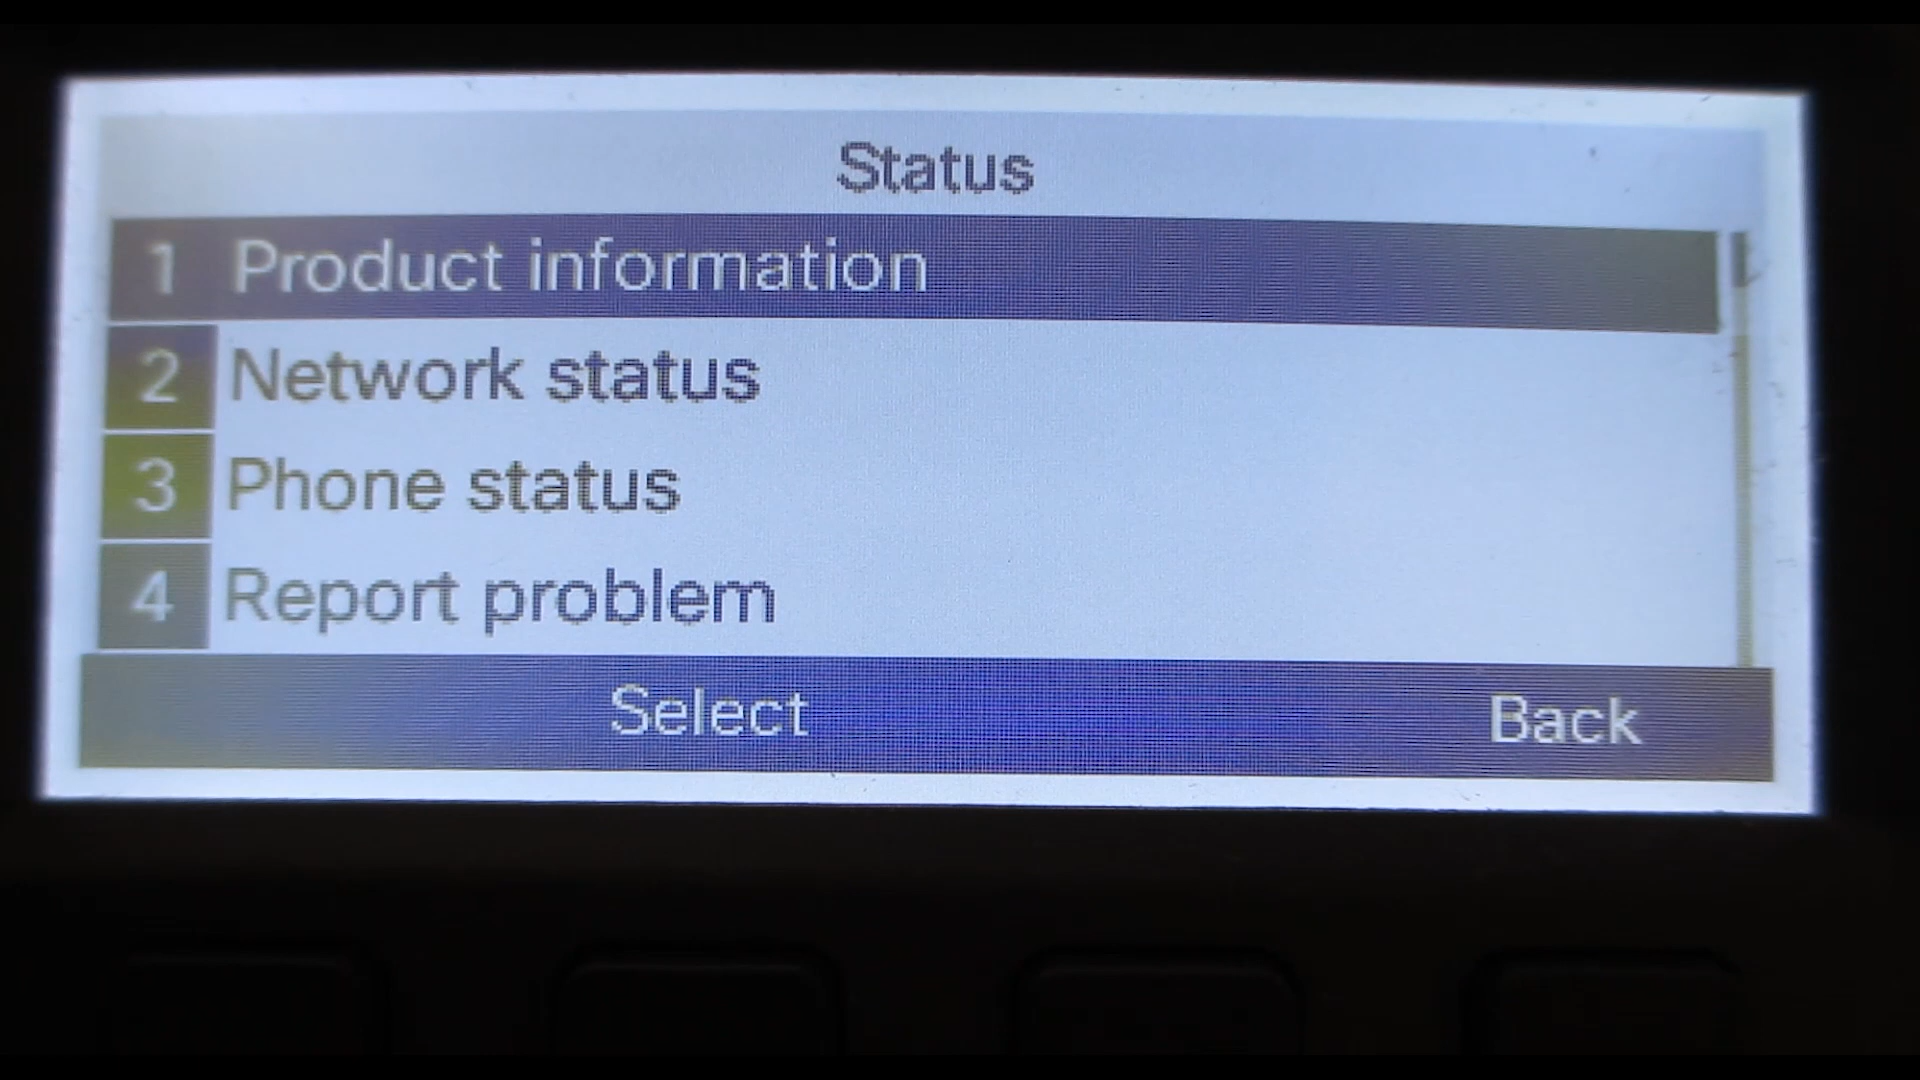 Status
1 Product information
2 Network status
3 Phone status
4 Report problem
Select Back